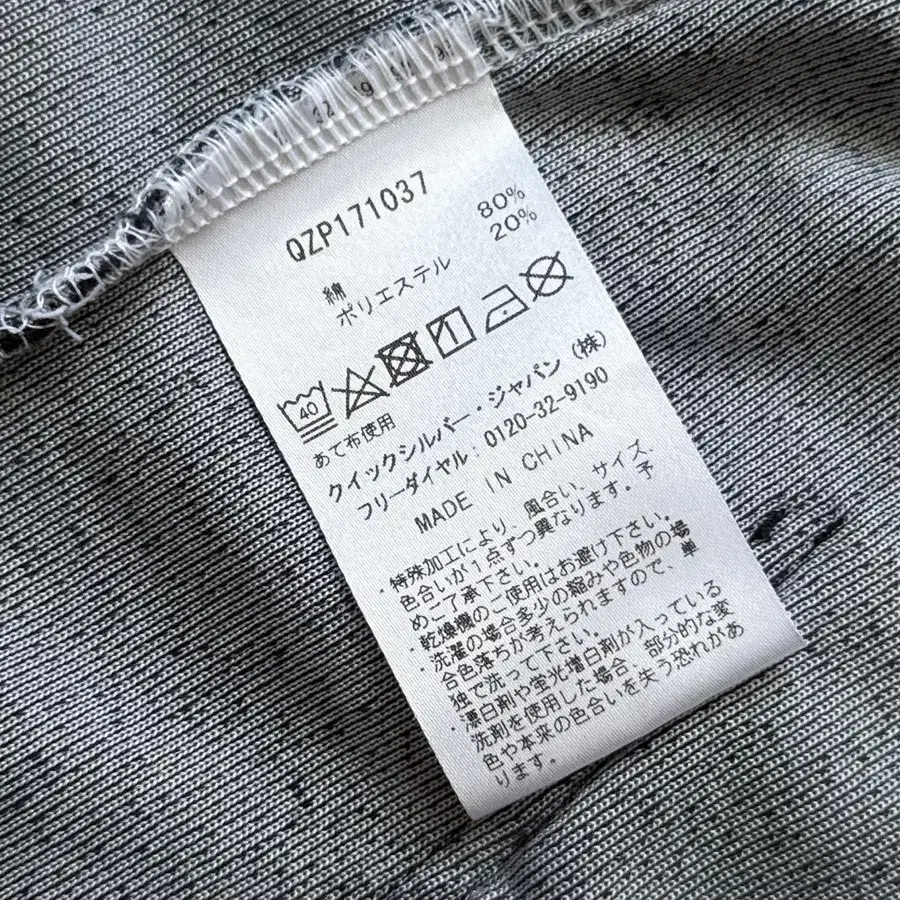 QZP171037
綿 80%
ポリエステル 20%
40
あて布使用
クイックシルバー・ジャパン（株）
フリーダイヤル：0120-32-9190
MADE IN CHINA
・特殊加工により、風合い、サイズ、
色合いが1点ずつ異なります。予
めご了承下さい。
・乾燥機のご使用はお避け下さい。
・洗濯の場合多少の縮みや色物の場
合色落ちが考えられますので、単
独で洗って下さい。
・漂白剤や蛍光増白剤が入っている
洗剤を使用した場合、部分的な変
色や本来の色合いを失う恐れがあ
ります。